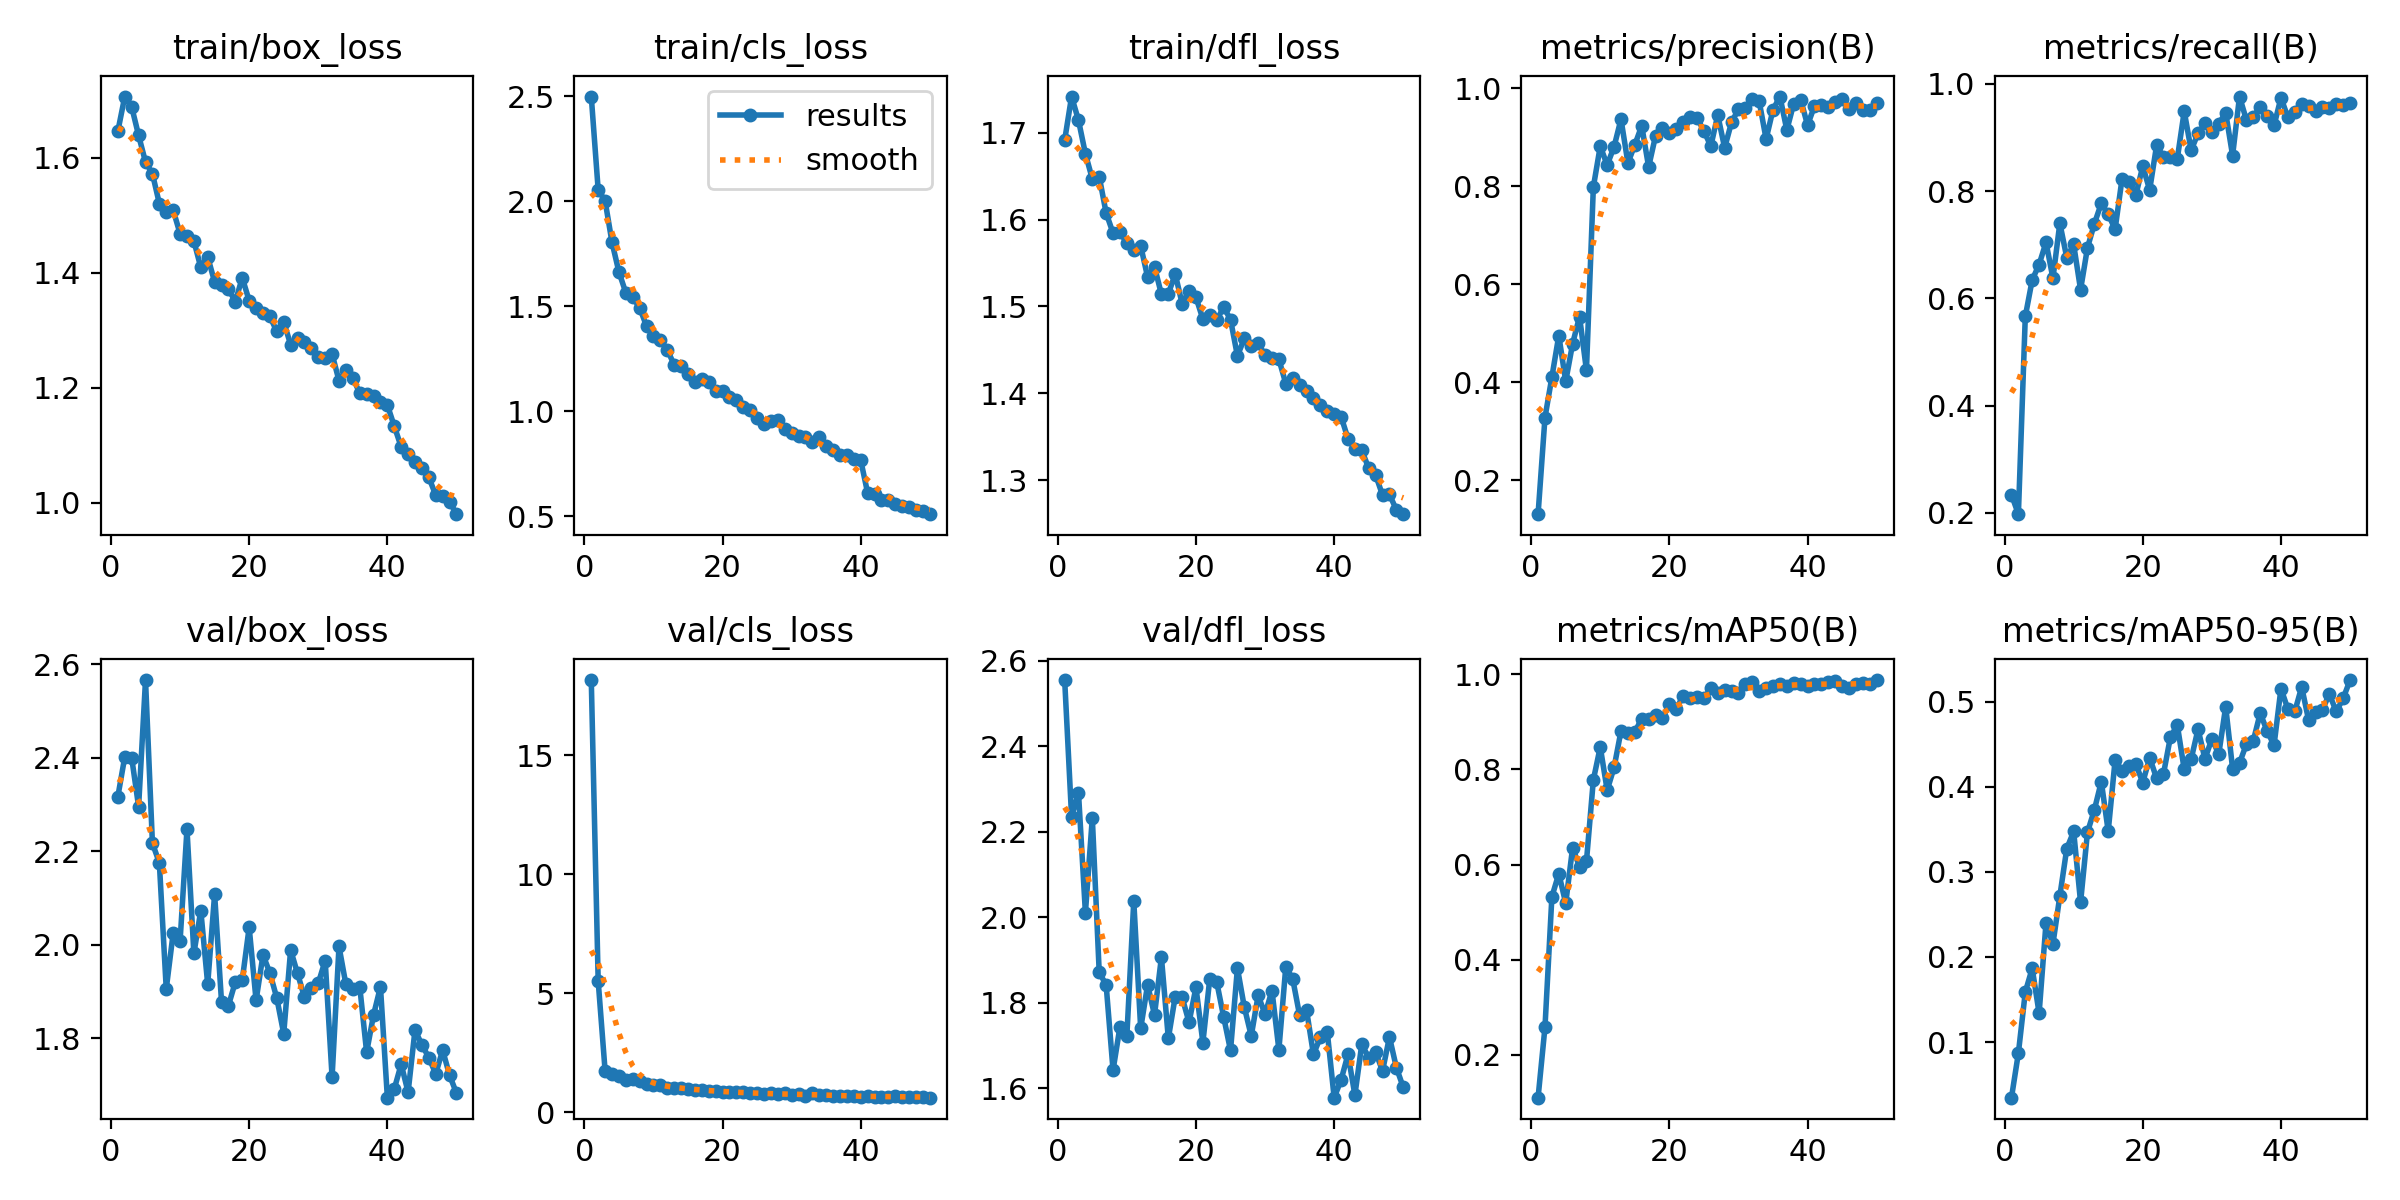 train/box_loss
1.6
1.4
1.2
1.0
0 20 40
train/cls_loss
results
smooth
2.5
2.0
1.5
1.0
0.5
0 20 40
train/dfl_loss
1.7
1.6
1.5
1.4
1.3
0 20 40
metrics/precision(B)
1.0
0.8
0.6
0.4
0.2
0 20 40
metrics/recall(B)
1.0
0.8
0.6
0.4
0.2
0 20 40
val/box_loss
2.6
2.4
2.2
2.0
1.8
0 20 40
val/cls_loss
15
10
5
0
0 20 40
val/dfl_loss
2.6
2.4
2.2
2.0
1.8
1.6
0 20 40
metrics/mAP50(B)
1.0
0.8
0.6
0.4
0.2
0 20 40
metrics/mAP50-95(B)
0.5
0.4
0.3
0.2
0.1
0 20 40